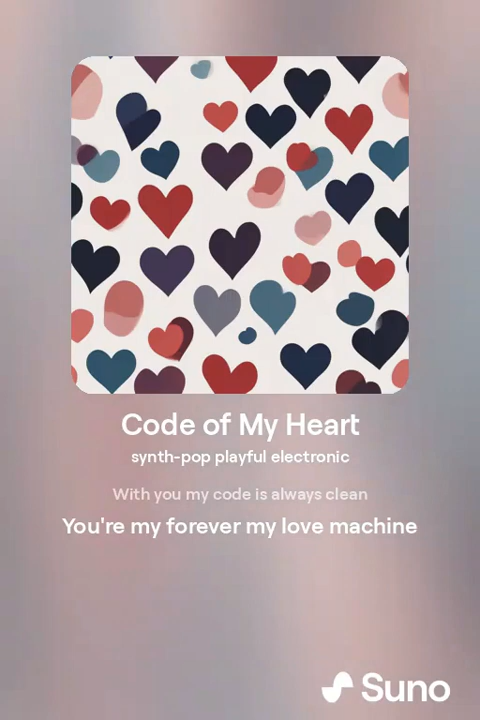 Code of My Heart
synth-pop playful electronic
With you my code is always clean
You're my forever my love machine
Suno